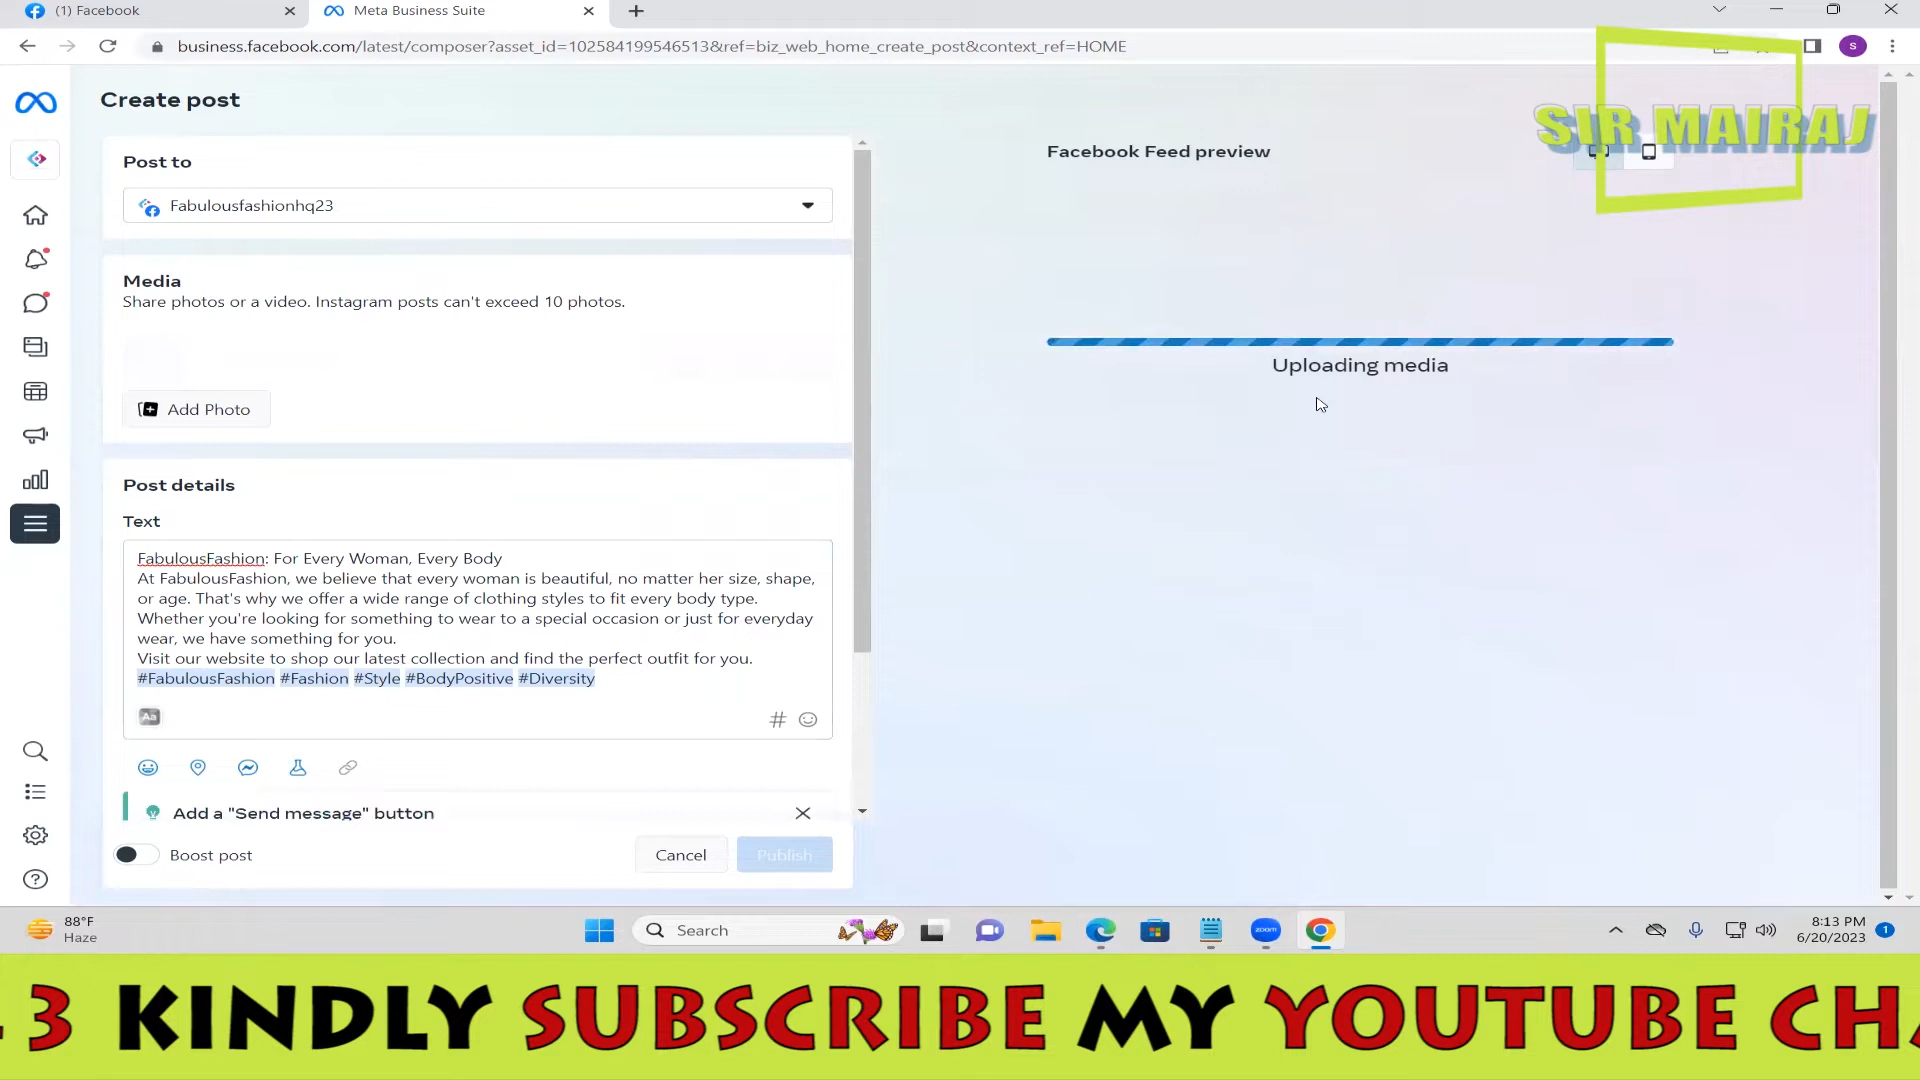 (1) Facebook
Meta Business Suite
business.facebook.com/latest/composer?asset_id=102584199546513&ref=biz_web_home_create_post&context_ref=HOME
S
SIR MAIRAJ
Create post
Post to
Fabulousfashionhq23
Media
Share photos or a video. Instagram posts can't exceed 10 photos.
Add Photo
Post details
Text
FabulousFashion: For Every Woman, Every Body
At FabulousFashion, we believe that every woman is beautiful, no matter her size, shape,
or age. That's why we offer a wide range of clothing styles to fit every body type.
Whether you're looking for something to wear to a special occasion or just for everyday
wear, we have something for you.
Visit our website to shop our latest collection and find the perfect outfit for you.
#FabulousFashion #Fashion #Style #BodyPositive #Diversity
Aa
Add a "Send message" button
Boost post
Cancel
Publish
Facebook Feed preview
Uploading media
88°F
Haze
Search
zoom
8:13 PM
6/20/2023
1
3 KINDLY SUBSCRIBE MY YOUTUBE CH